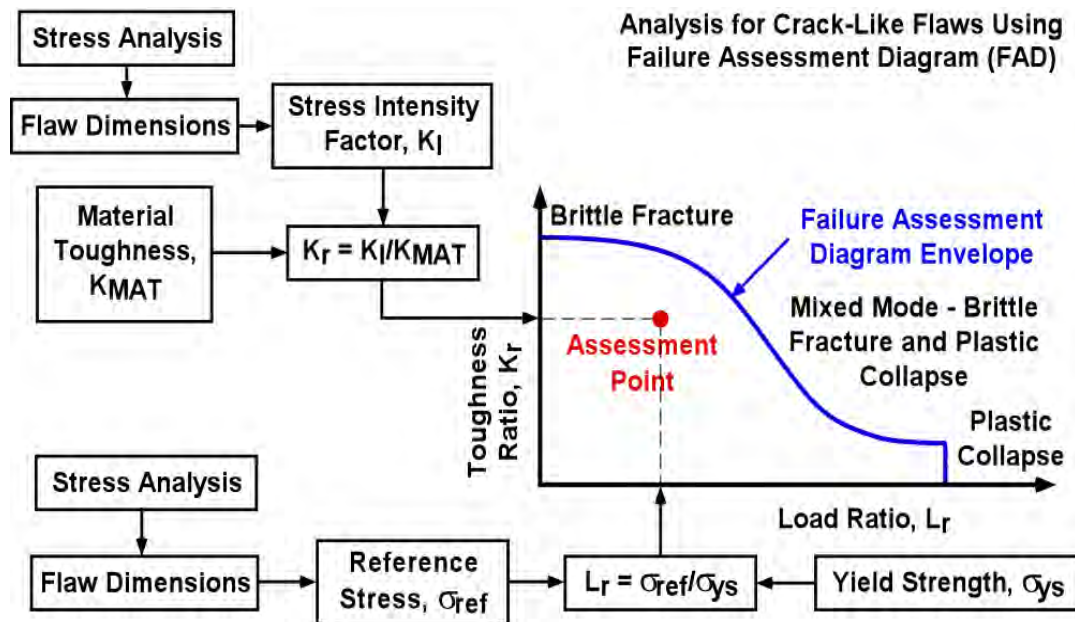 Stress Analysis
Analysis for Crack-Like Flaws Using
Failure Assessment Diagram (FAD)
Flaw Dimensions
Stress Intensity
Factor, KI
Material
Toughness,
KMAT
Kr = KI/KMAT
Brittle Fracture
Failure Assessment
Diagram Envelope
Mixed Mode - Brittle
Fracture and Plastic
Collapse
Assessment
Point
Toughness
Ratio, Kr
Plastic
Collapse
Load Ratio, Lr
Stress Analysis
Flaw Dimensions
Reference
Stress, σref
Lr = σref/σys
Yield Strength, σys